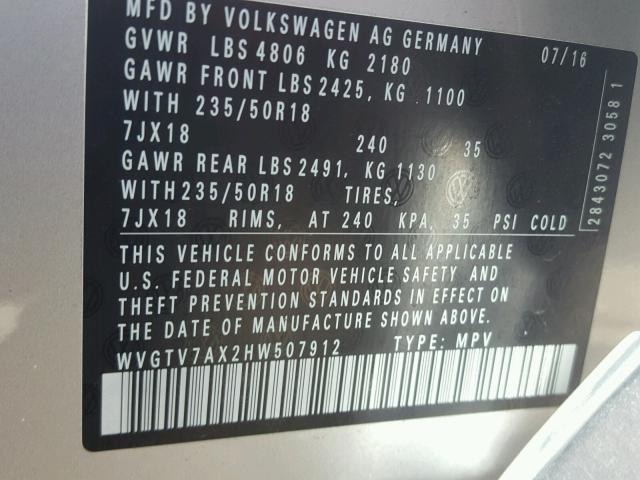 MFD BY VOLKSWAGEN AG GERMANY
GVWR LBS 4806 KG 2180 07/16
GAWR FRONT LBS 2425, KG 1100
WITH 235/50R18
7JX18 240 35
GAWR REAR LBS 2491, KG 1130
WITH 235/50R18 TIRES,
7JX18 RIMS, AT 240 KPA, 35 PSI COLD
THIS VEHICLE CONFORMS TO ALL APPLICABLE
U.S. FEDERAL MOTOR VEHICLE SAFETY AND
THEFT PREVENTION STANDARDS IN EFFECT ON
THE DATE OF MANUFACTURE SHOWN ABOVE.
WVGTV7AX2HW507912 TYPE: MPV
2843072 3058 1